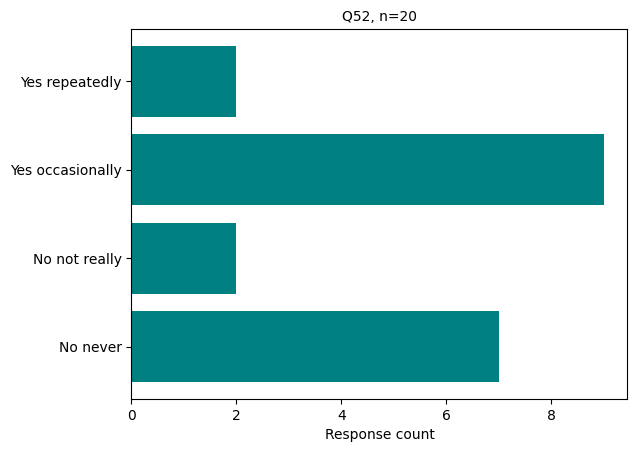 Q52, n=20
Yes repeatedly
Yes occasionally
No not really
No never
0 2 4 6 8
Response count